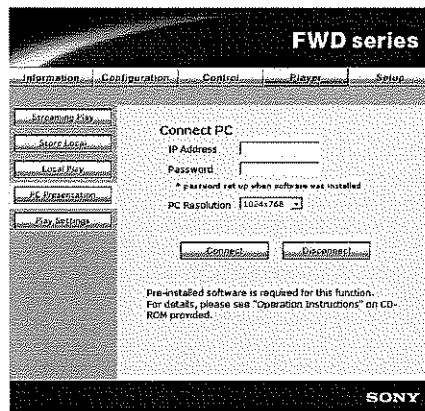 FWD series
Information Configuration Control Player Setup
Streaming Play
Store Local
Local Play
PC Presentation
Play Settings
Connect PC
IP Address
Password
* password set up when software was installed
PC Resolution 1024x768
Connect Disconnect
Pre-installed software is required for this function.
For details, please see "Operation Instructions" on CD-
ROM provided.
SONY